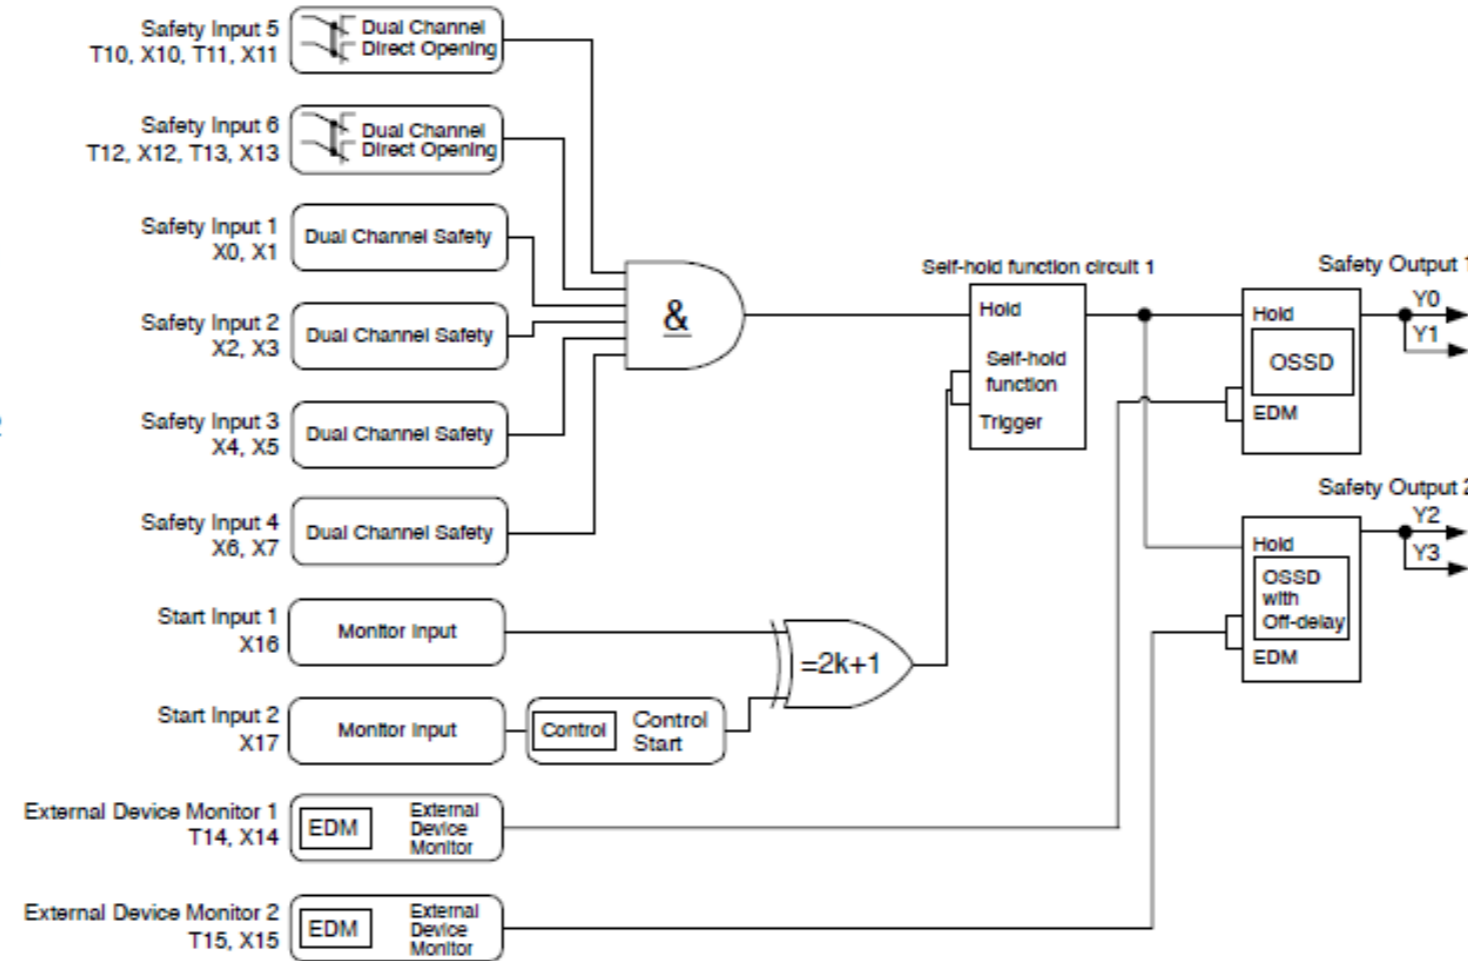 Safety Input 5
T10, X10, T11, X11
Dual Channel
Direct Opening
Safety Input 6
T12, X12, T13, X13
Dual Channel
Direct Opening
Safety Input 1
X0, X1
Dual Channel Safety
Safety Input 2
X2, X3
Dual Channel Safety
Safety Input 3
X4, X5
Dual Channel Safety
Safety Input 4
X6, X7
Dual Channel Safety
&
Self-hold function circuit 1
Hold
Self-hold
function
Trigger
Safety Output 1
Hold
OSSD
EDM
Y0
Y1
Safety Output 2
Hold
OSSD
with
Off-delay
EDM
Y2
Y3
Start Input 1
X16
Monitor Input
=2k+1
Start Input 2
X17
Monitor Input
Control
Control
Start
External Device Monitor 1
T14, X14
EDM
External
Device
Monitor
External Device Monitor 2
T15, X15
EDM
External
Device
Monitor